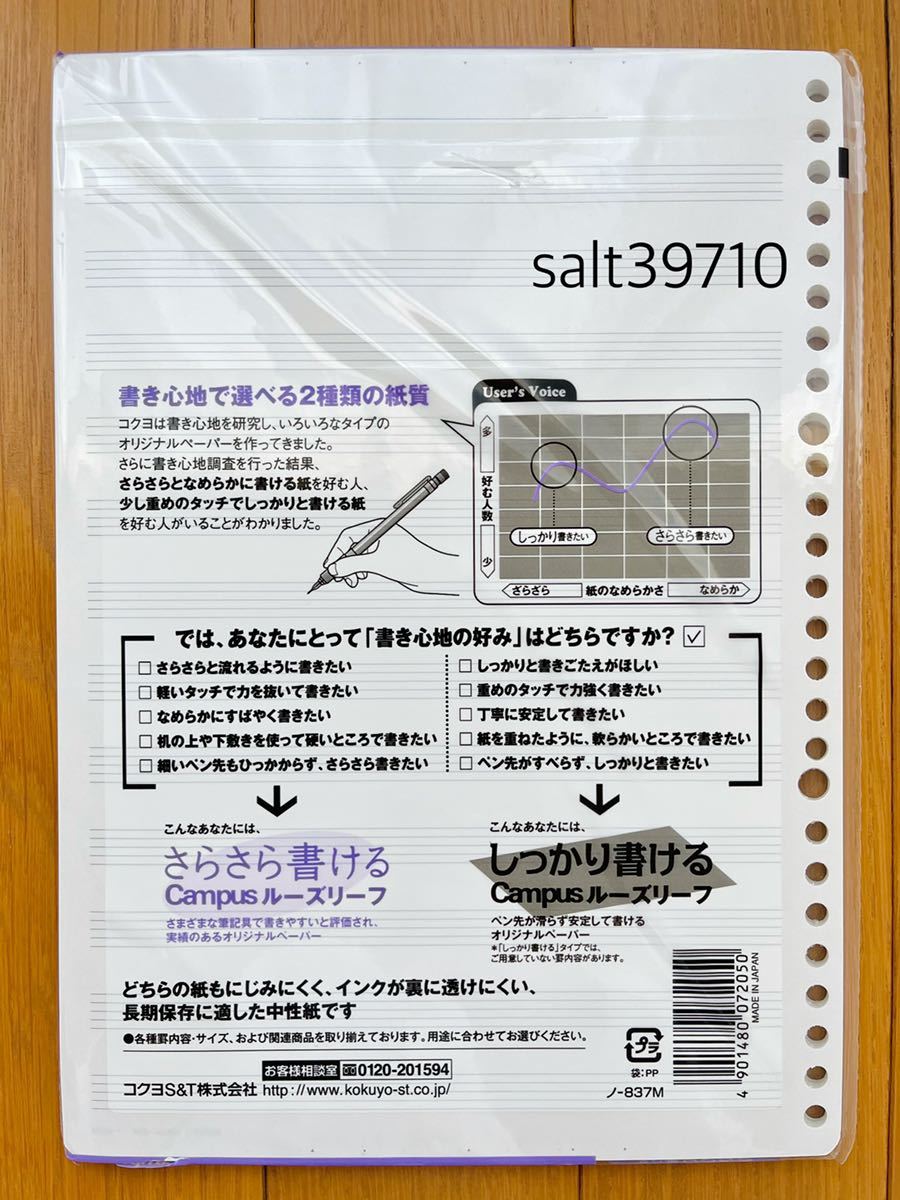 salt39710
書き心地で選べる2種類の紙質
コクヨは書き心地を研究し、いろいろなタイプの
オリジナルペーパーを作ってきました。
さらに書き心地調査を行った結果、
さらさらとなめらかに書ける紙を好む人、
少し重めのタッチでしっかりと書ける紙
を好む人がいることがわかりました。
User's Voice
多
好む人数
少
しっかり書きたい
さらさら書きたい
ざらざら
紙のなめらかさ
なめらか
では、あなたにとって「書き心地の好み」はどちらですか?
さらさらと流れるように書きたい
軽いタッチで力を抜いて書きたい
なめらかにすばやく書きたい
机の上や下敷きを使って硬いところで書きたい
細いペン先もひっかからず、さらさら書きたい
しっかりと書きごたえがほしい
重めのタッチで力強く書きたい
丁寧に安定して書きたい
紙を重ねたように、軟らかいところで書きたい
ペン先がすべらず、しっかりと書きたい
こんなあなたには、
さらさら書ける
Campus ルーズリーフ
さまざまな筆記具で書きやすいと評価され、
実績のあるオリジナルペーパー
こんなあなたには、
しっかり書ける
Campus ルーズリーフ
ペン先が滑らず安定して書ける
オリジナルペーパー
*「しっかり書ける」タイプでは、
ご用意していない罫内容があります。
どちらの紙もにじみにくく、インクが裏に透けにくい、
長期保存に適した中性紙です
●各種罫内容・サイズ、および関連商品を取り揃えております。用途に合わせてお選びください。
お客様相談室 0120-201594
コクヨS&T株式会社 http://www.kokuyo-st.co.jp/
プラ
袋:PP
ノ-837M
4 901480 072050
MADE IN JAPAN